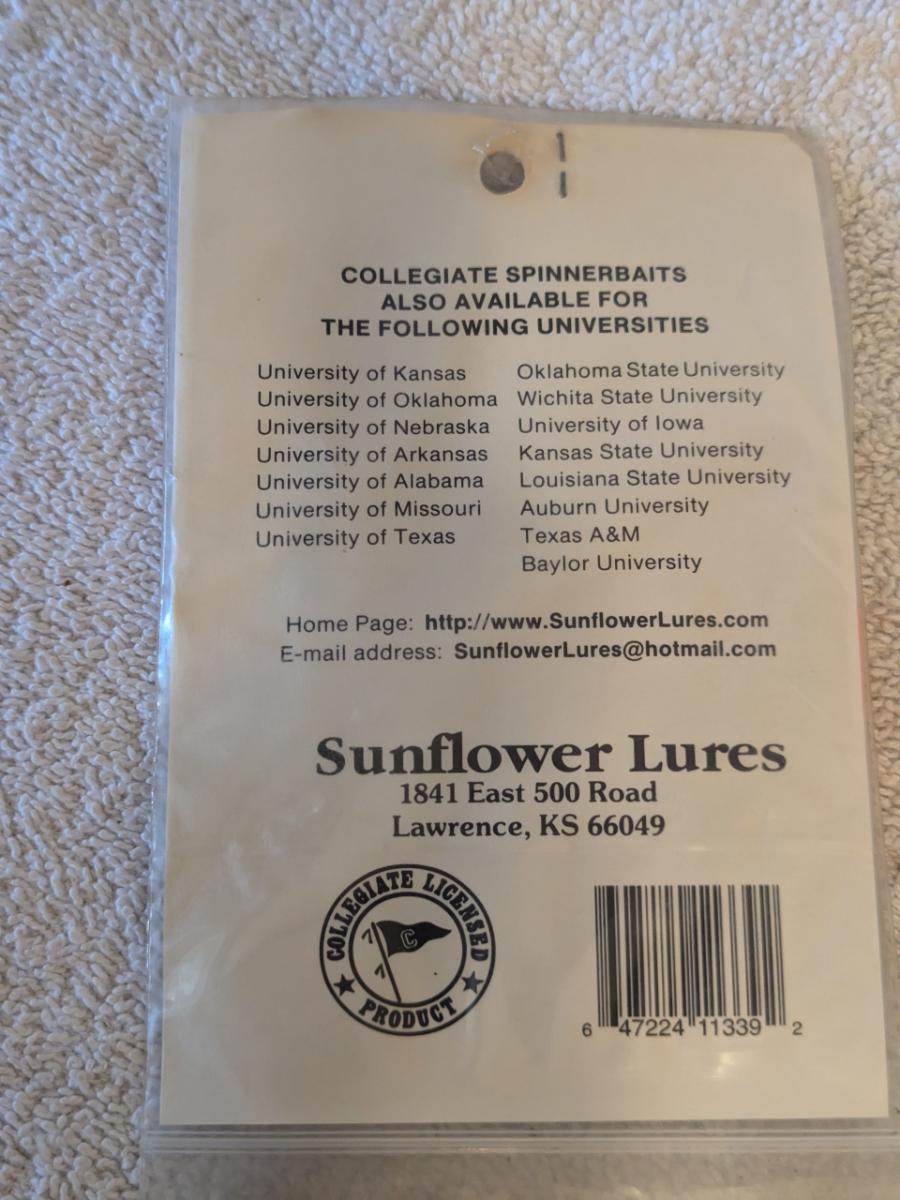 COLLEGIATE SPINNERBAITS
ALSO AVAILABLE FOR
THE FOLLOWING UNIVERSITIES
University of Kansas
University of Oklahoma
University of Nebraska
University of Arkansas
University of Alabama
University of Missouri
University of Texas
Oklahoma State University
Wichita State University
University of Iowa
Kansas State University
Louisiana State University
Auburn University
Texas A&M
Baylor University
Home Page: http://www.SunflowerLures.com
E-mail address: SunflowerLures@hotmail.com
Sunflower Lures
1841 East 500 Road
Lawrence, KS 66049
COLLEGIATE LICENSED
C
PRODUCT
6 47224 11339 2